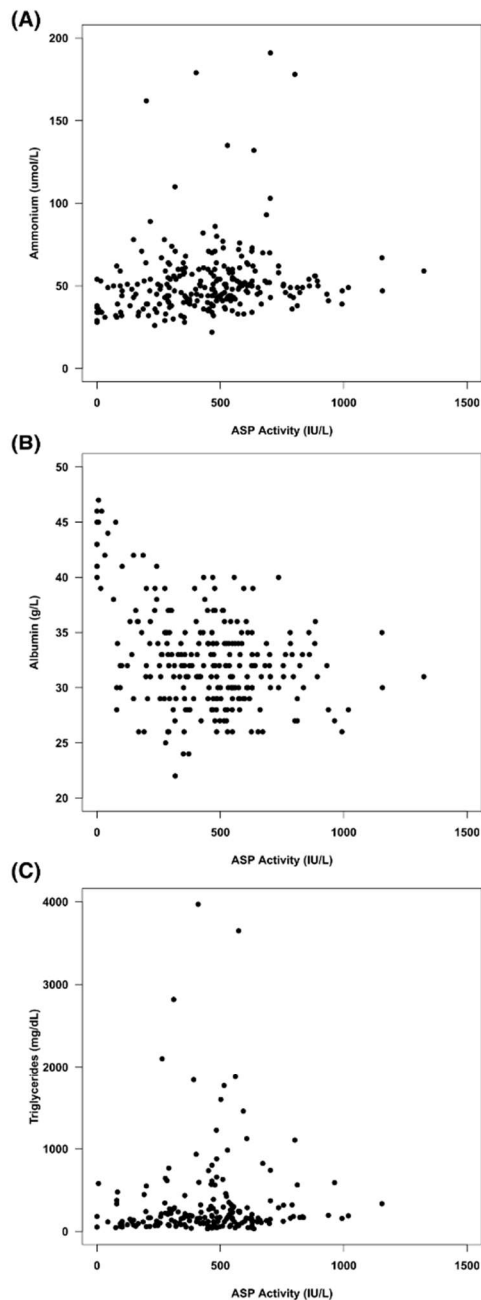 (A)
200
150
100
50
0
Ammonium (umol/L)
0 500 1000 1500
ASP Activity (IU/L)
(B)
50
45
40
35
30
25
20
Albumin (g/L)
0 500 1000 1500
ASP Activity (IU/L)
(C)
4000
3000
2000
1000
0
Triglycerides (mg/dL)
0 500 1000 1500
ASP Activity (IU/L)